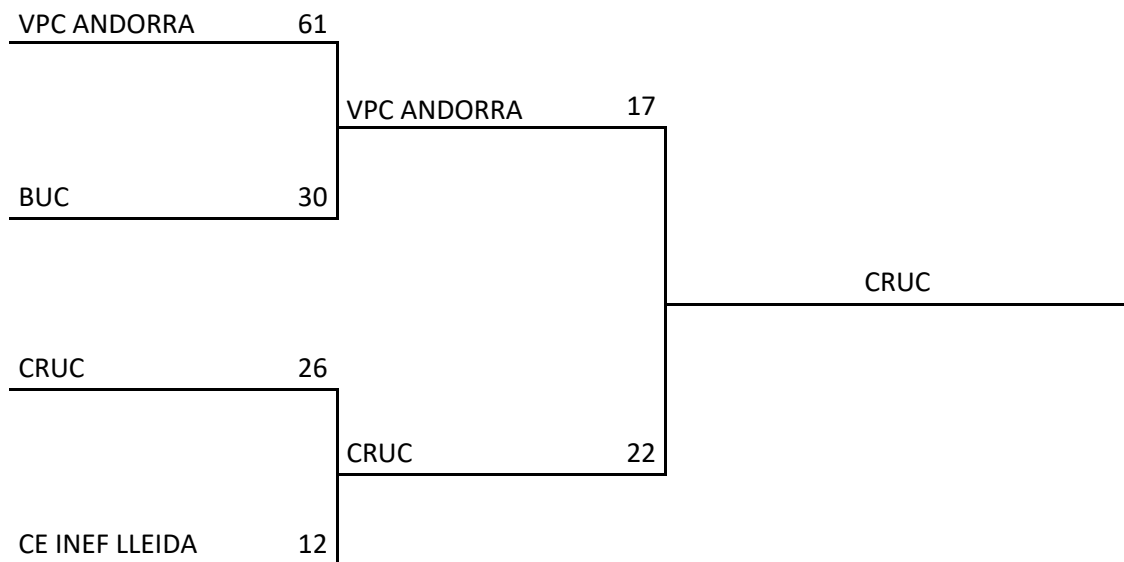 VPC ANDORRA 61
VPC ANDORRA 17
BUC 30
CRUC
CRUC 26
CRUC 22
CE INEF LLEIDA 12